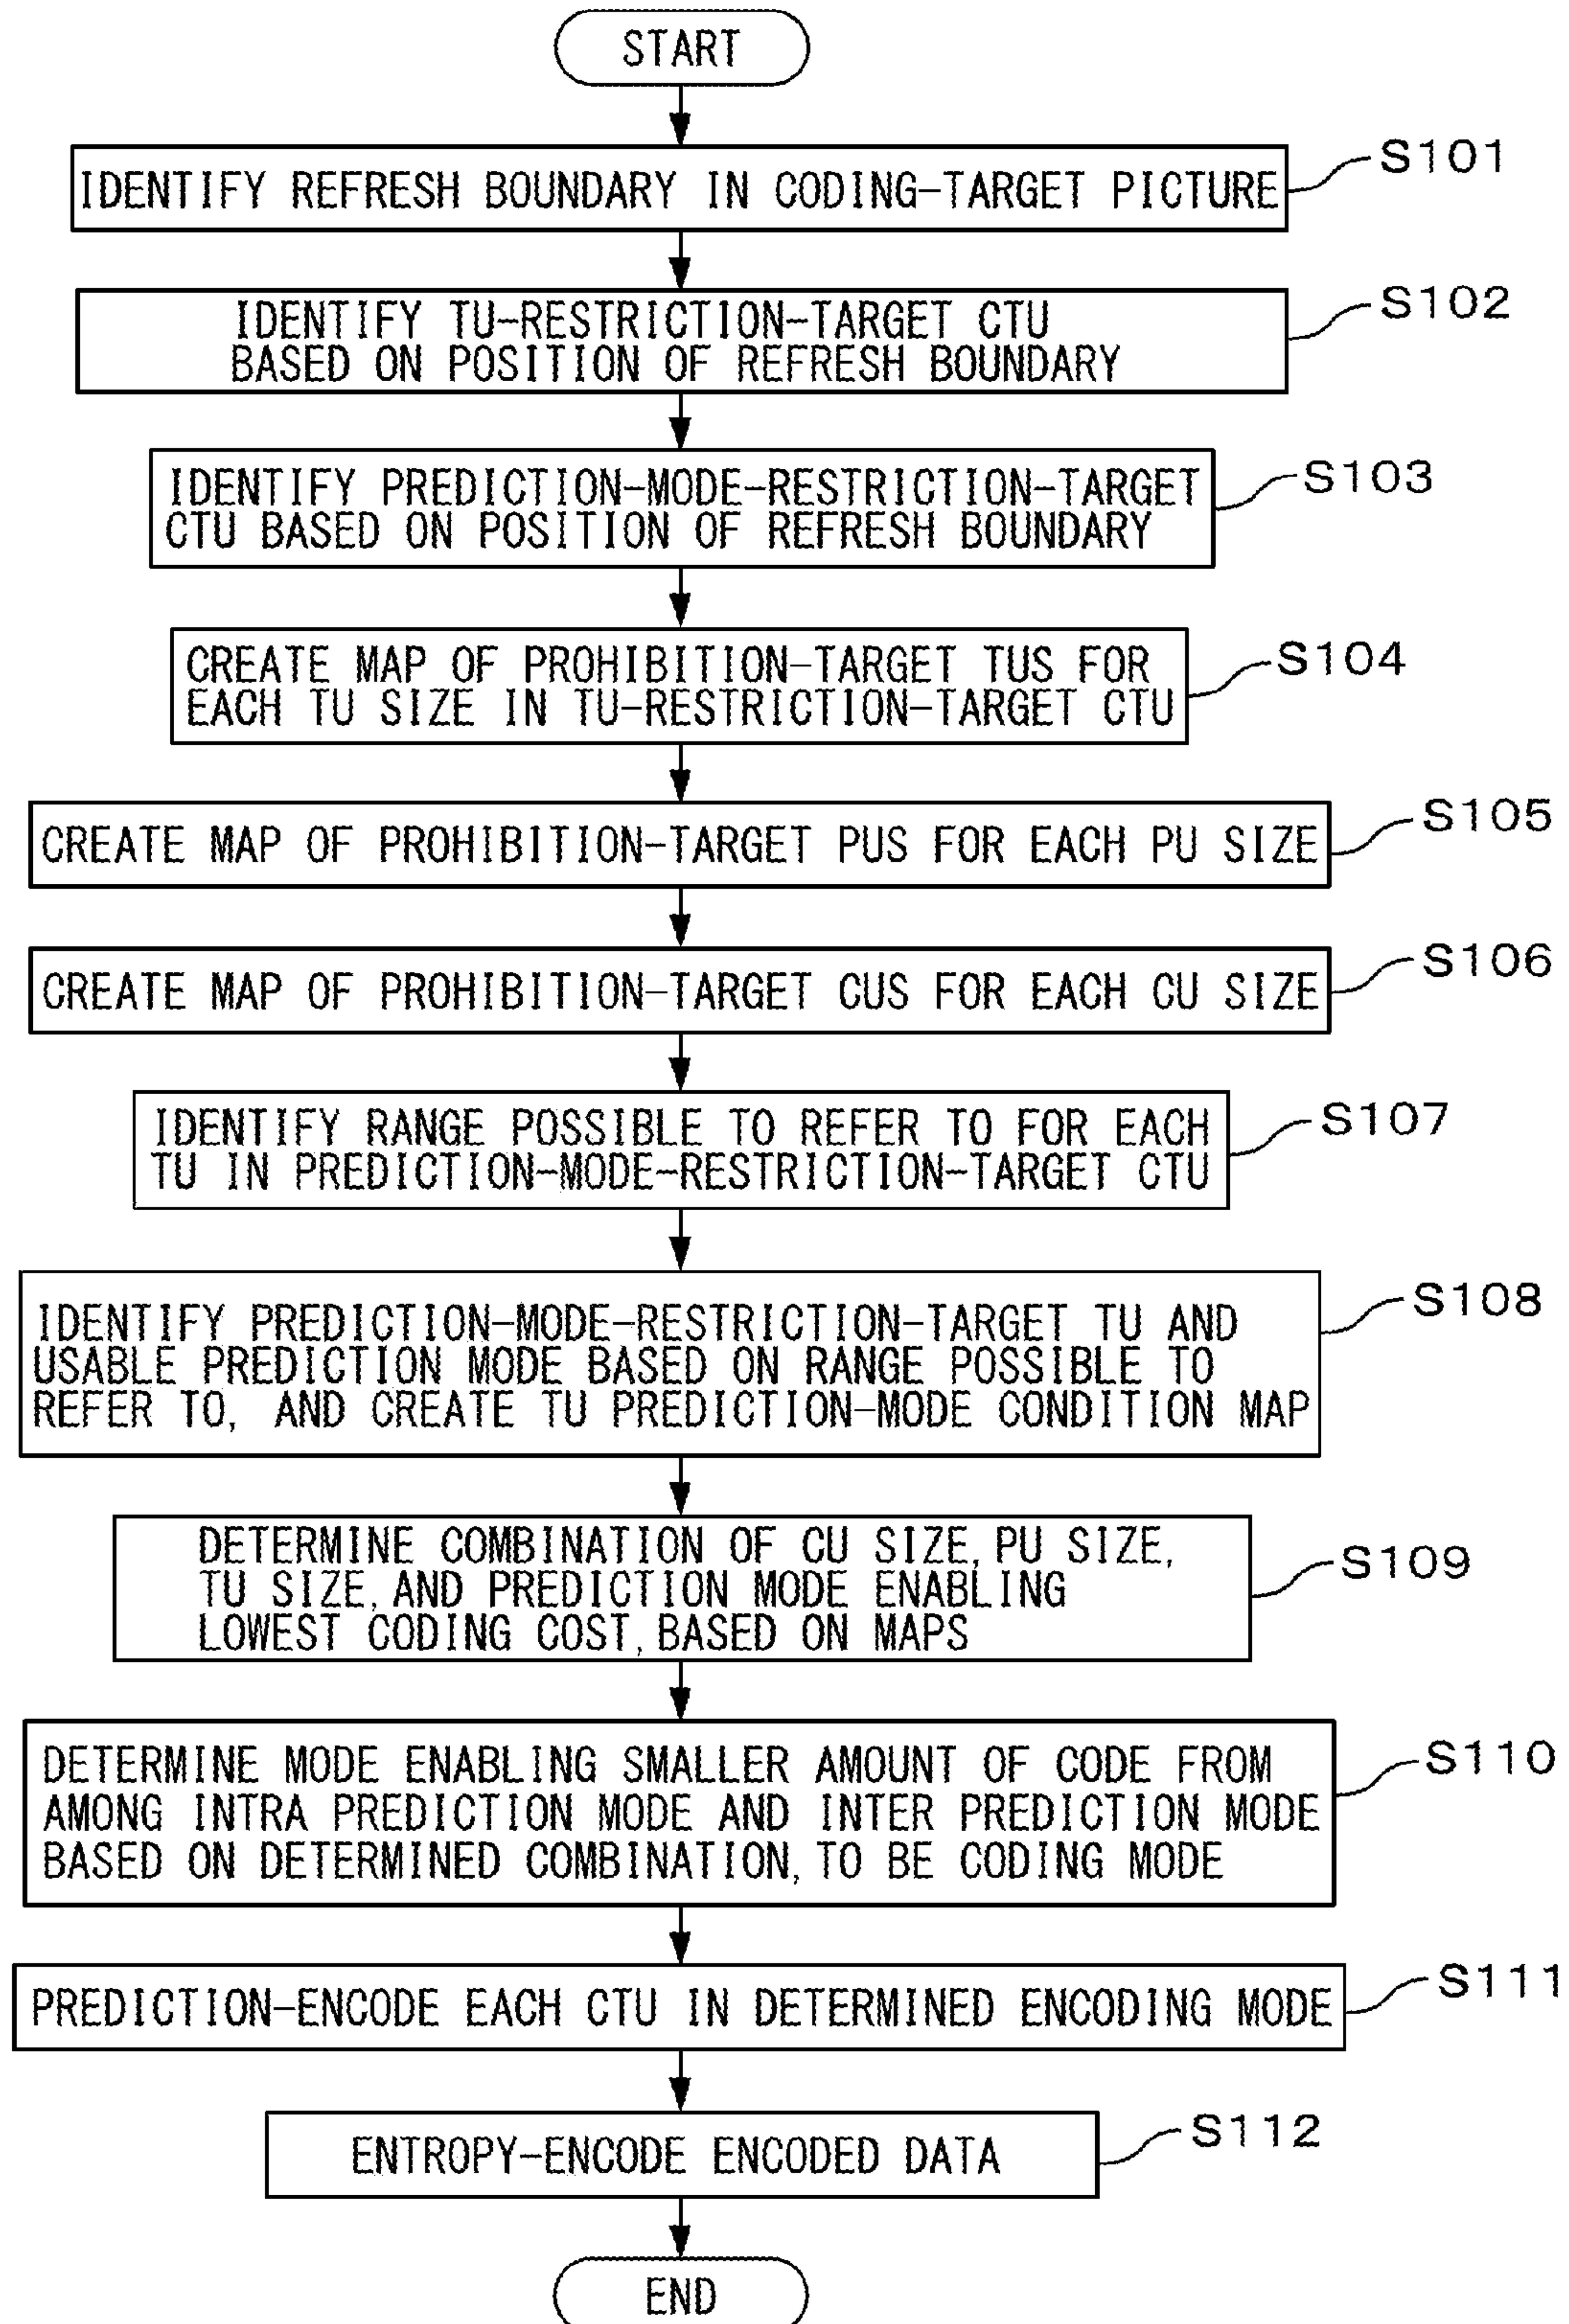 START
IDENTIFY REFRESH BOUNDARY IN CODING-TARGET PICTURE
S101
IDENTIFY TU-RESTRICTION-TARGET CTU
BASED ON POSITION OF REFRESH BOUNDARY
S102
IDENTIFY PREDICTION-MODE-RESTRICTION-TARGET
CTU BASED ON POSITION OF REFRESH BOUNDARY
S103
CREATE MAP OF PROHIBITION-TARGET TUS FOR
EACH TU SIZE IN TU-RESTRICTION-TARGET CTU
S104
CREATE MAP OF PROHIBITION-TARGET PUS FOR EACH PU SIZE
S105
CREATE MAP OF PROHIBITION-TARGET CUS FOR EACH CU SIZE
S106
IDENTIFY RANGE POSSIBLE TO REFER TO FOR EACH
TU IN PREDICTION-MODE-RESTRICTION-TARGET CTU
S107
IDENTIFY PREDICTION-MODE-RESTRICTION-TARGET TU AND
USABLE PREDICTION MODE BASED ON RANGE POSSIBLE TO
REFER TO, AND CREATE TU PREDICTION-MODE CONDITION MAP
S108
DETERMINE COMBINATION OF CU SIZE, PU SIZE,
TU SIZE, AND PREDICTION MODE ENABLING
LOWEST CODING COST, BASED ON MAPS
S109
DETERMINE MODE ENABLING SMALLER AMOUNT OF CODE FROM
AMONG INTRA PREDICTION MODE AND INTER PREDICTION MODE
BASED ON DETERMINED COMBINATION, TO BE CODING MODE
S110
PREDICTION-ENCODE EACH CTU IN DETERMINED ENCODING MODE
S111
ENTROPY-ENCODE ENCODED DATA
S112
END